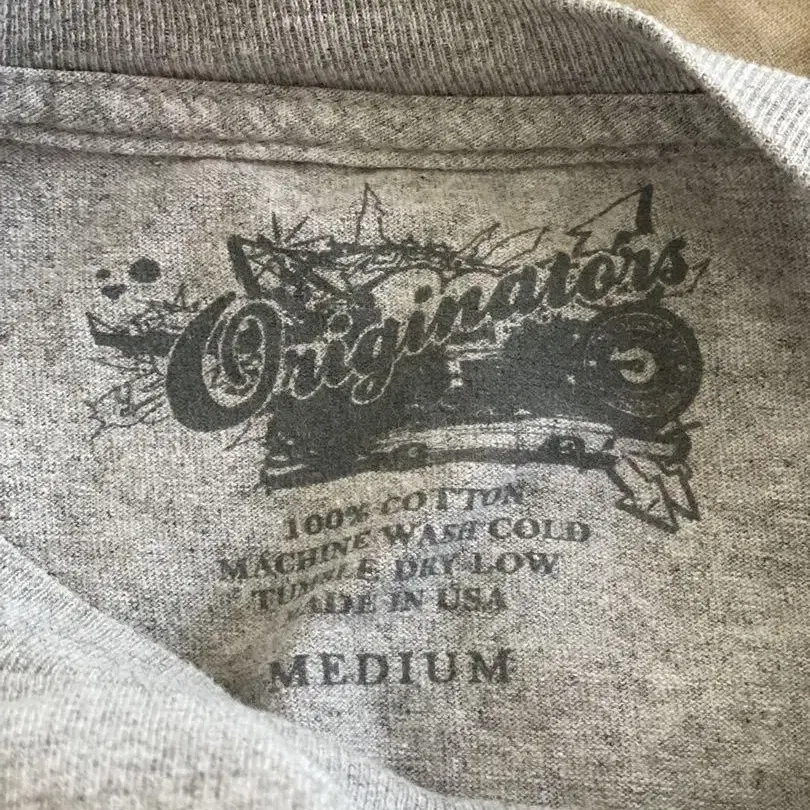 Originators
100% COTTON
MACHINE WASH COLD
TUMBLE DRY LOW
MADE IN USA
MEDIUM